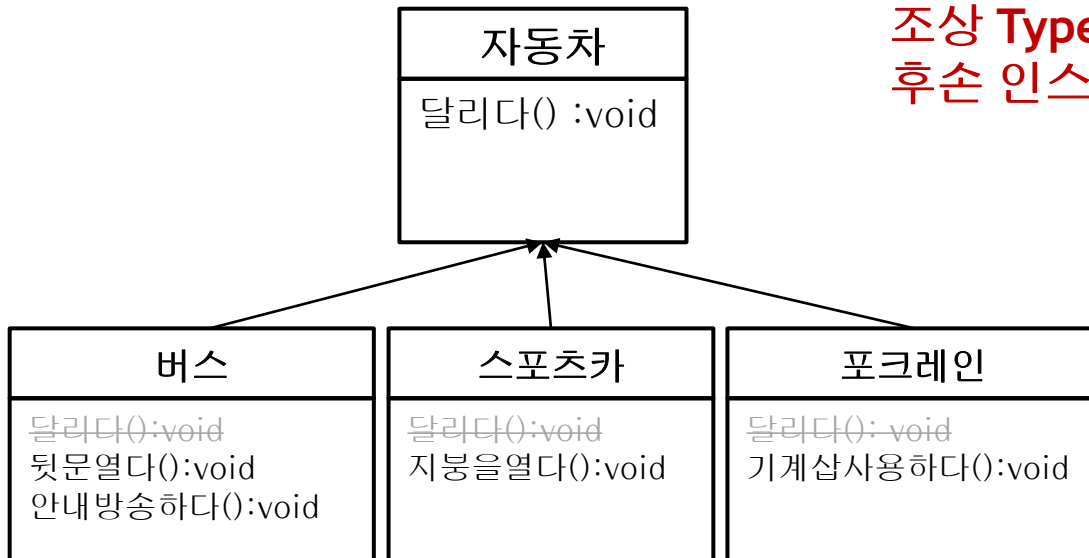 조상 Type
후손 인스
자동차
달리다() :void
버스
달리다():void
뒷문열다():void
안내방송하다():void
스포츠카
달리다():void
지붕을열다():void
포크레인
달리다(): void
기계삽사용하다():void